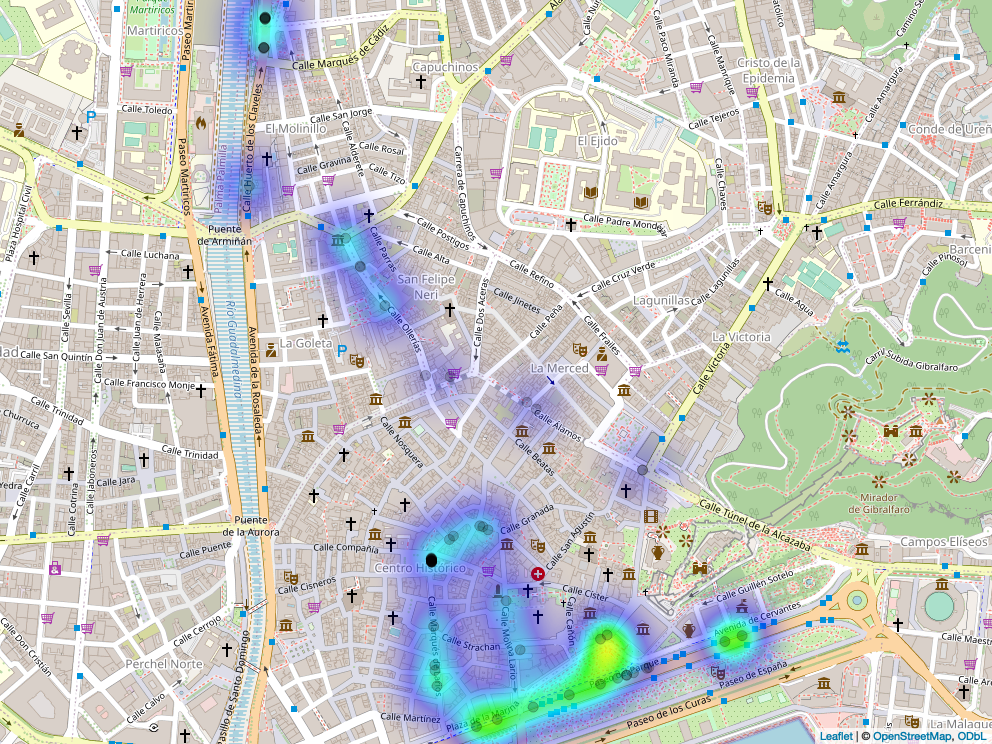 Parque
Martiricos
Martiricos
Paseo Martiricos
Calle Marqués de Cádiz
Capuchinos
Calle Paco Miranda
Calle Manrique
Cristo de la
Epidemia
Camino
Calle Amargura
Calle Toledo
Calle San Jorge
El Molinillo
Calle Huerto de los Claveles
Calle Alderete
Calle Rosal
Calle Gravina
Calle Tizo
Carrera de Capuchinos
Calle Tejeros
El Ejido
Calle Chaves
Conde de Ureñ
Calle Amargura
Paseo Martiricos
Plaza Hospital Civil
Puente
de Armiñán
Calle Parras
Calle Postigos
Calle Alta
Calle Refino
Calle Padre Mondéjar
Calle Ferrándiz
Barceni
Calle Pinosol
Calle Luchana
San Felipe
Neri
Calle Cruz Verde
Lagunillas
Calle Lagunillas
Calle Agua
Calle Sevilla
Calle Don Juan de Austria
Calle Juan de Herrera
Calle Malasaña
Avenida Fátima
Río Guadalmedina
Avenida de la Rosaleda
Calle Ollerías
Calle Dos Aceras
Calle Jinetes
Calle Peña
Calle Frailes
La Victoria
Calle Victoria
Carril Subida Gibralfaro
Calle San Quintín
La Goleta
La Merced
Calle Francisco Monje
Calle Trinidad
Calle Trinidad
Calle Carril
Calle Jara
Calle Cotrina
Calle Jaboneros
Calle Nosquera
Calle Álamos
Calle Beatas
Mirador
de Gibralfaro
Puente
de la Aurora
Calle Puente
Calle Compañía
Calle Granada
Calle San Agustín
Calle Túnel de la Alcazaba
Campos Elíseos
Centro Histórico
Calle Cisneros
Calle Císter
Calle Guillén Sotelo
Avenida de Cervantes
Calle Cerrojo
Calle Marqués de
Calle Molina Lario
Calle Strachan
Calle Cañón
Calle Maestr
Calle Don Cristián
Perchel Norte
Calle Calvo
Pasillo de Santo Domingo
Calle Martínez
Plaza de la Marina
Paseo del Parque
Paseo de España
Paseo de los Curas
La Malague
Leaflet | © OpenStreetMap, ODbL